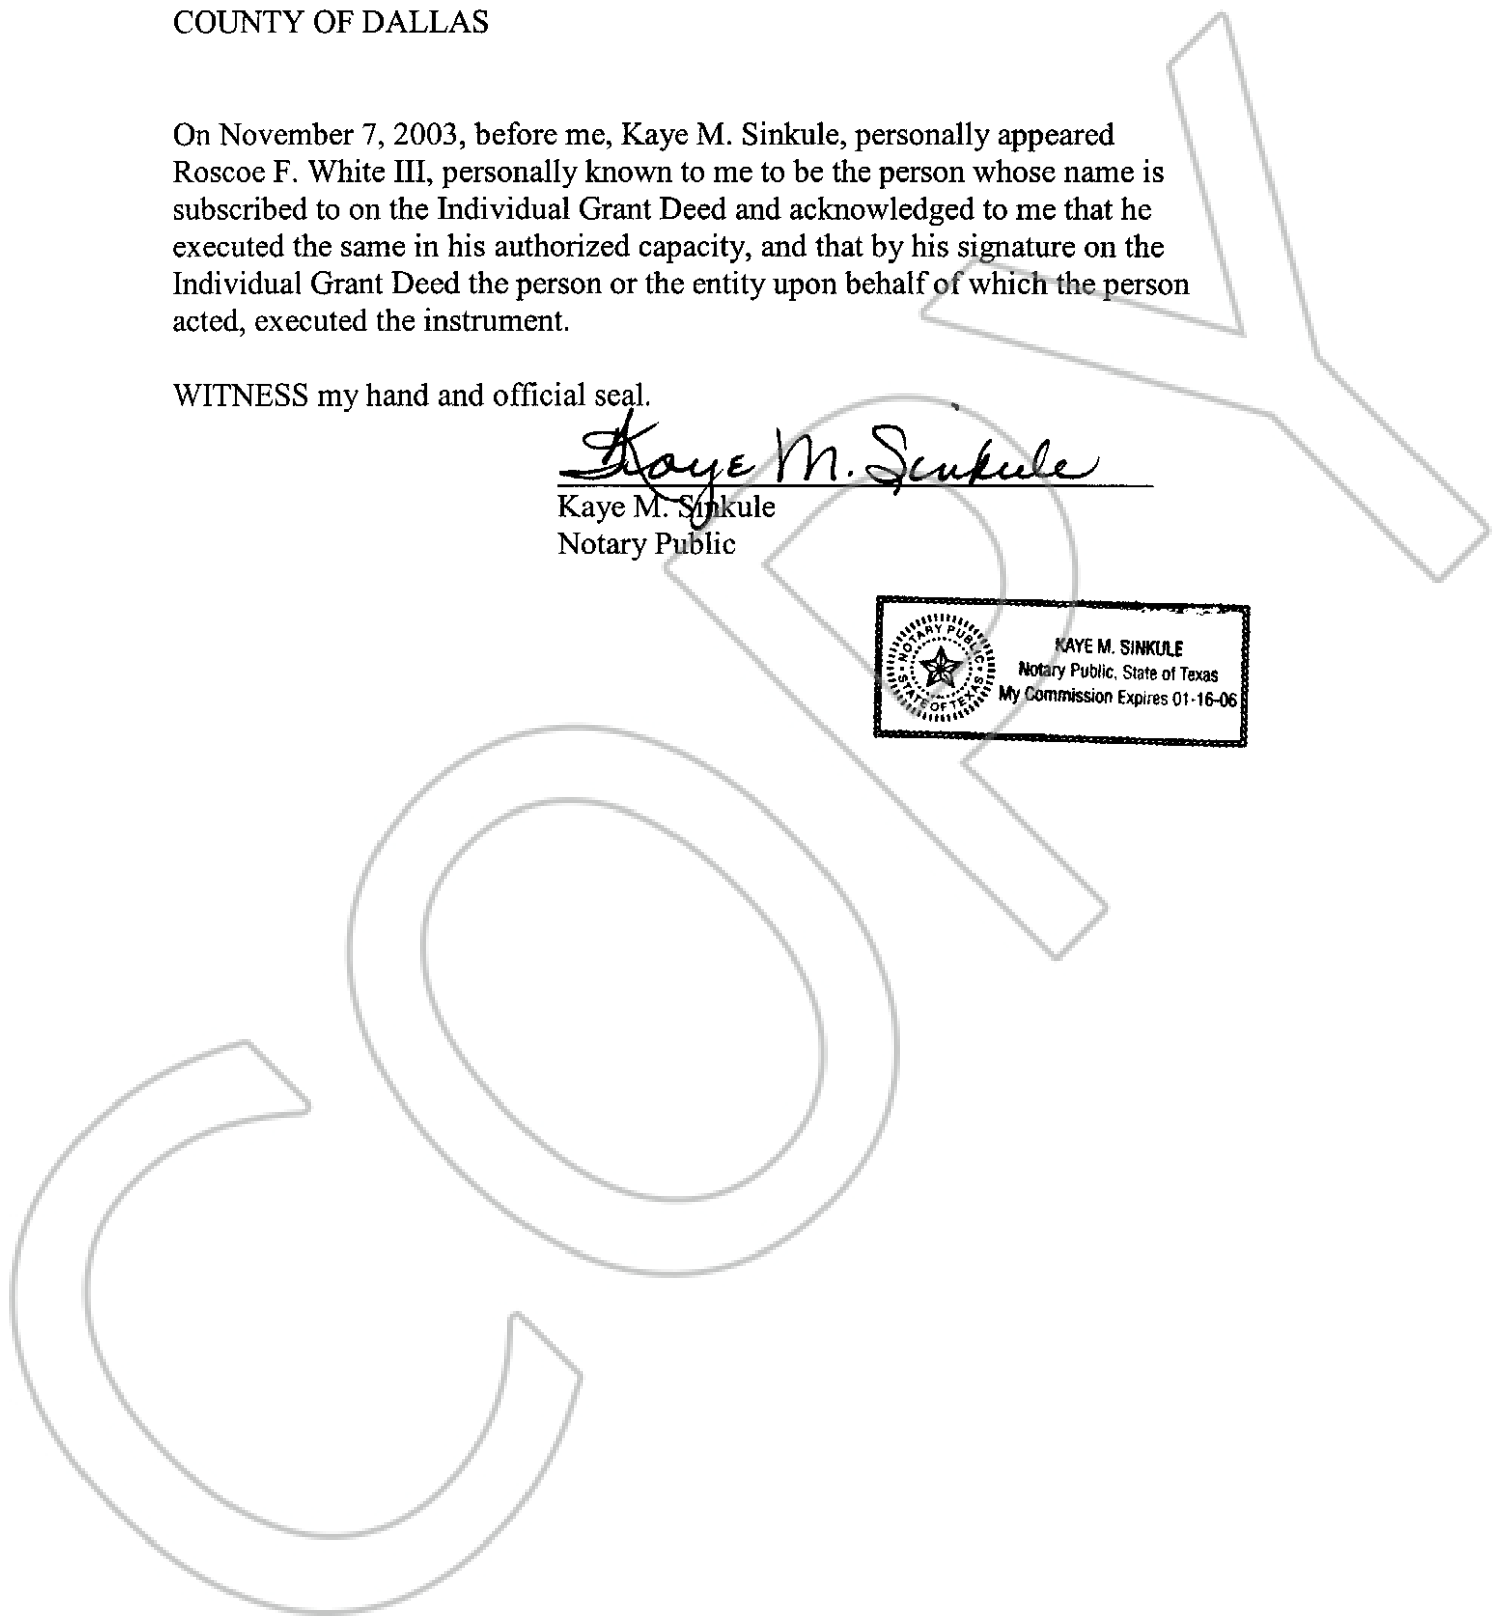 COUNTY OF DALLAS
On November 7, 2003, before me, Kaye M. Sinkule, personally appeared
Roscoe F. White III, personally known to me to be the person whose name is
subscribed to on the Individual Grant Deed and acknowledged to me that he
executed the same in his authorized capacity, and that by his signature on the
Individual Grant Deed the person or the entity upon behalf of which the person
acted, executed the instrument.
WITNESS my hand and official seal.
Kaye M. Sinkule
Kaye M. Sinkule
Notary Public
NOTARY PUBLIC
STATE OF TEXAS
KAYE M. SINKULE
Notary Public, State of Texas
My Commission Expires 01-16-06
COPY